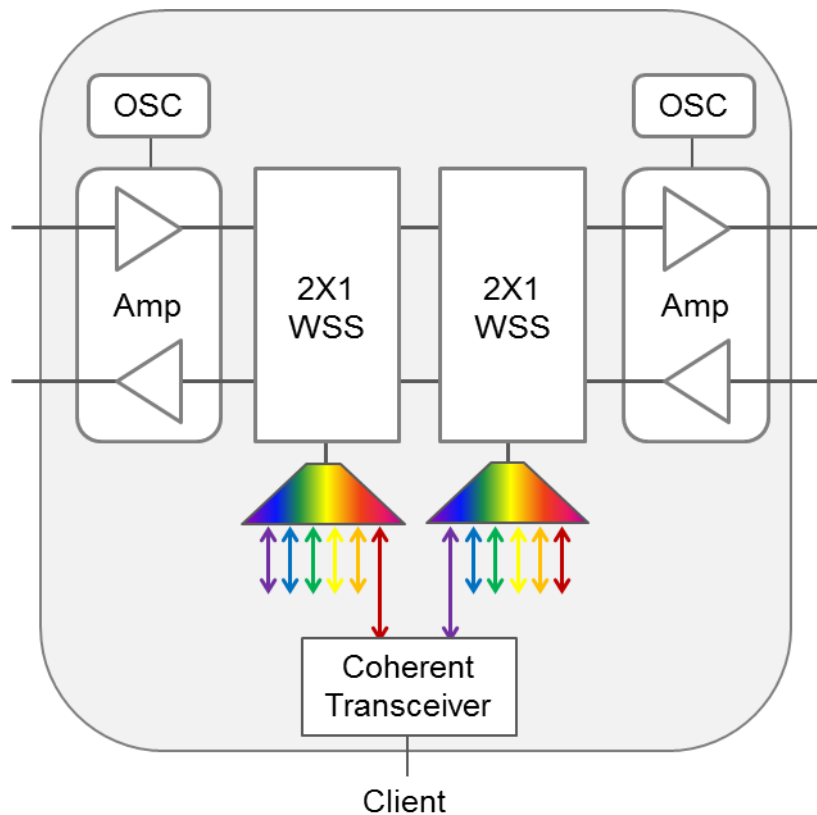 OSC
OSC
Amp
2X1
WSS
2X1
WSS
Amp
Coherent
Transceiver
Client